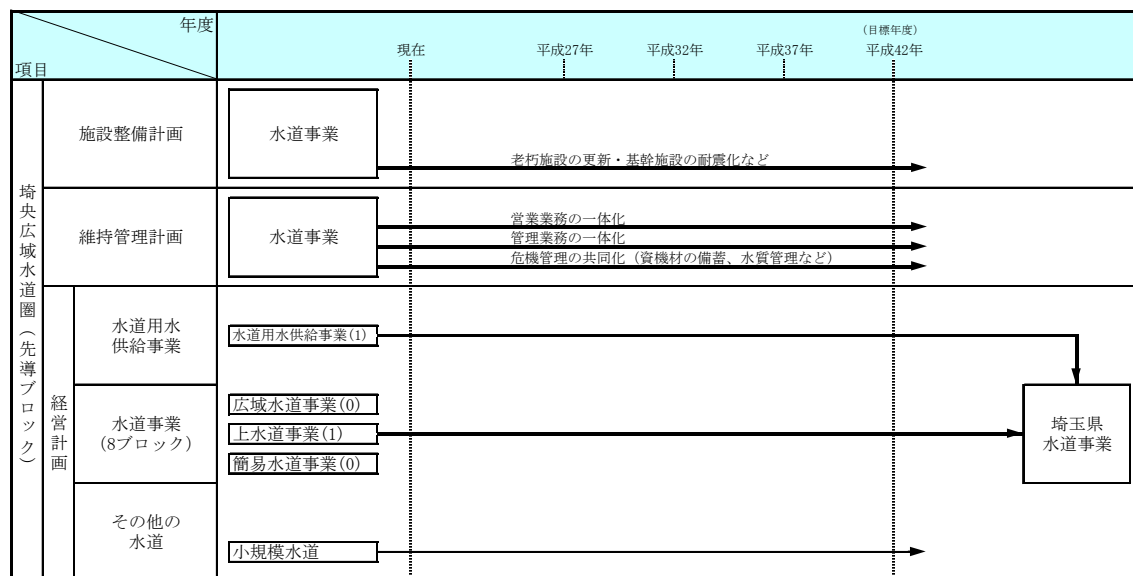 年度
(目標年度)
現在
平成27年
平成32年
平成37年
平成42年
項目
埼央広域水道圏(先導ブロック)
施設整備計画
水道事業
老朽施設の更新・基幹施設の耐震化など
維持管理計画
水道事業
営業業務の一体化
管理業務の一体化
危機管理の共同化(資機材の備蓄、水質管理など)
経営計画
水道用水
供給事業
水道用水供給事業(1)
水道事業
(8ブロック)
広域水道事業(0)
上水道事業(1)
簡易水道事業(0)
埼玉県
水道事業
その他の
水道
小規模水道